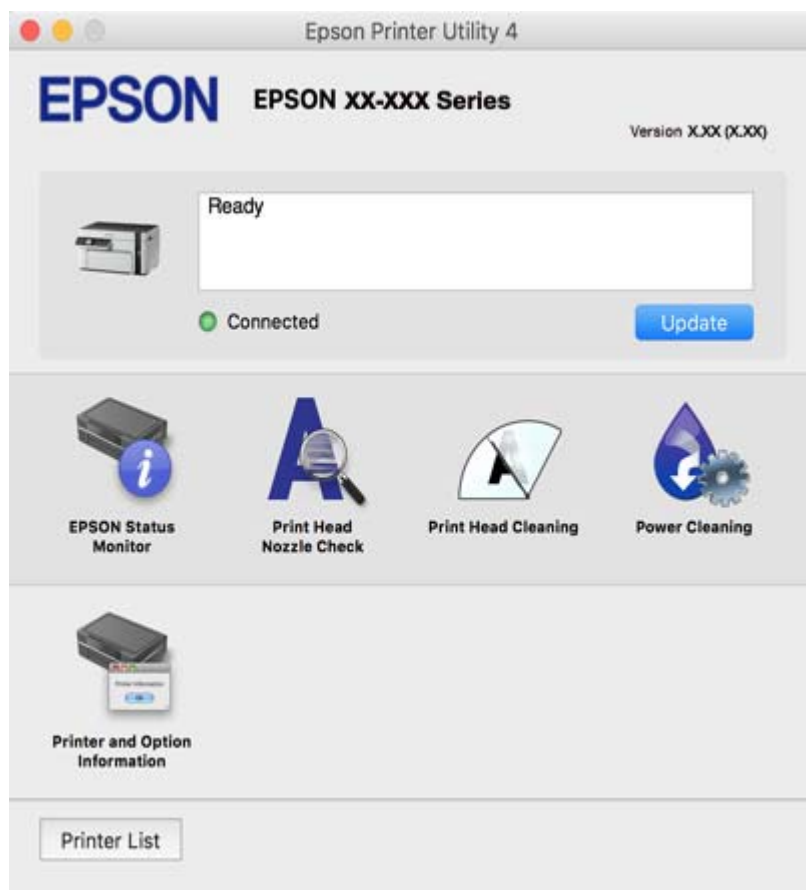 Epson Printer Utility 4
EPSON
EPSON XX-XXX Series
Version X.XX (X.XX)
Ready
Connected
Update
EPSON Status
Monitor
Print Head
Nozzle Check
Print Head Cleaning
Power Cleaning
Printer and Option
Information
Printer List